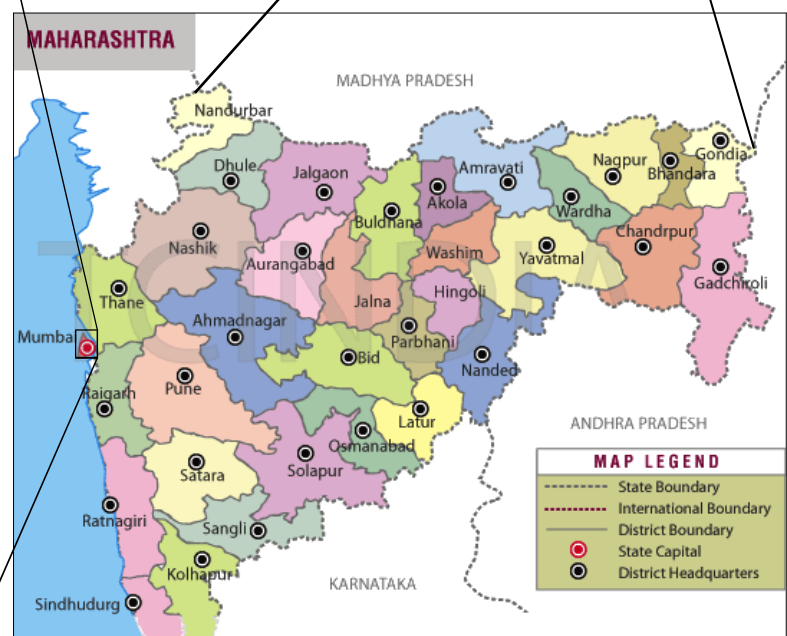 MAHARASHTRA
MADHYA PRADESH
Nandurbar
Dhule
Jalgaon
Amravati
Nagpur
Gondia
Bhandara
Buldhana
Akola
Wardha
Nashik
Aurangabad
Washim
Yavatmal
Chandrpur
Gadchiroli
Thane
Jalna
Hingoli
Ahmadnagar
Parbhani
Mumba
Bid
Nanded
Raigarh
Pune
Latur
Osmanabad
ANDHRA PRADESH
Satara
Solapur
Ratnagiri
Sangli
Kolhapur
KARNATAKA
Sindhudurg
MAP LEGEND
State Boundary
International Boundary
District Boundary
State Capital
District Headquarters